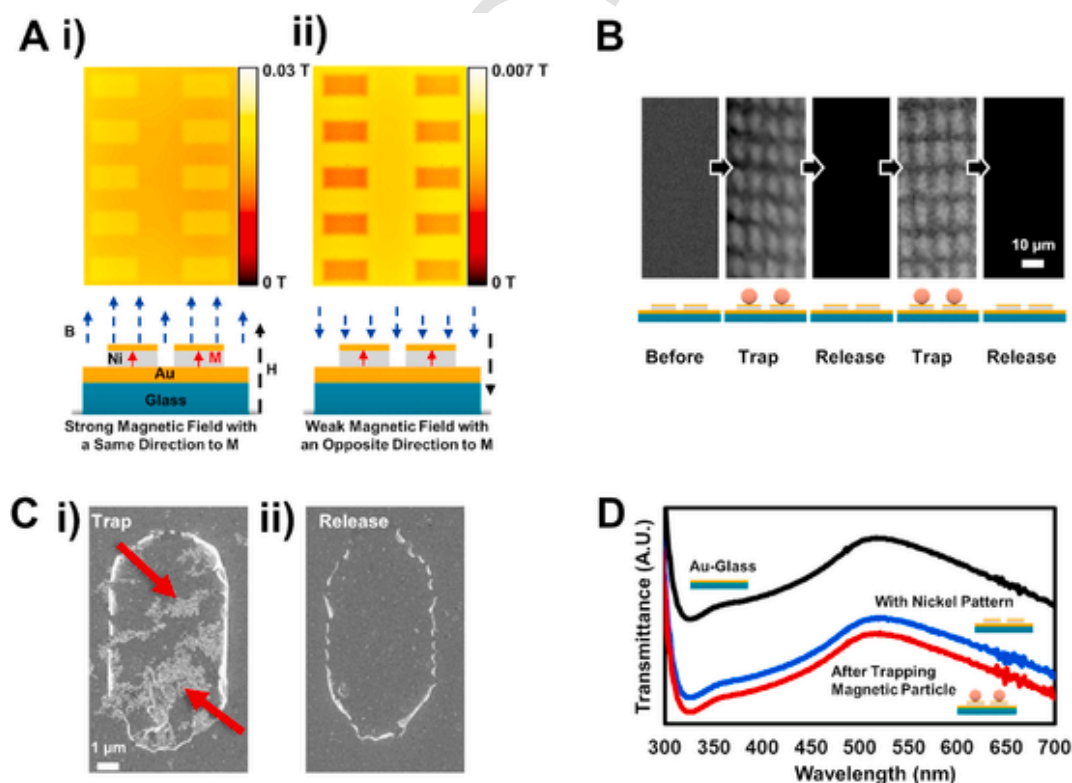 A i)
ii)
0.03 T
0 T
0.007 T
0 T
B
Ni
M
H
Au
Glass
Strong Magnetic Field with
a Same Direction to M
Weak Magnetic Field with
an Opposite Direction to M
B
10 µm
Before Trap Release Trap Release
C i)
Trap
1 µm
ii)
Release
D
Transmittance (A.U.)
Au-Glass
With Nickel Pattern
After Trapping
Magnetic Particle
300 350 400 450 500 550 600 650 700
Wavelength (nm)